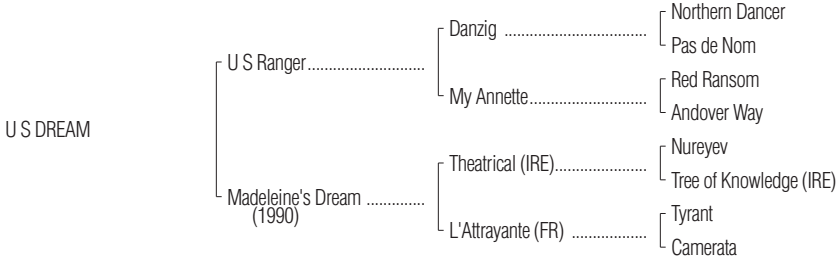 U S DREAM
U S Ranger...........................
Madeleine's Dream ..............
(1990)
Danzig ..................................
My Annette............................
Theatrical (IRE)......................
L'Attrayante (FR) ..................
Northern Dancer
Pas de Nom
Red Ransom
Andover Way
Nureyev
Tree of Knowledge (IRE)
Tyrant
Camerata